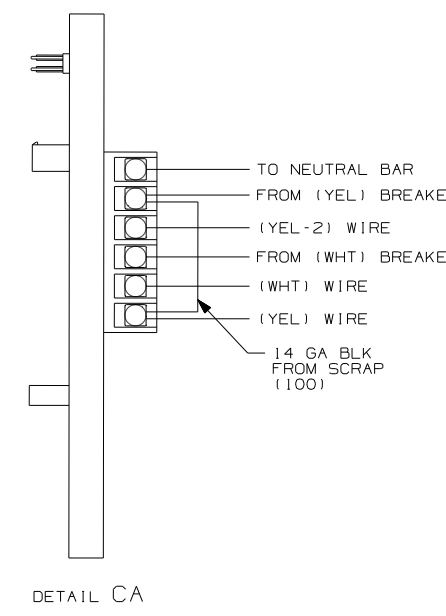 TO NEUTRAL BAR
FROM (YEL) BREAKE
(YEL-2) WIRE
FROM (WHT) BREAKE
(WHT) WIRE
(YEL) WIRE
14 GA BLK
FROM SCRAP
(100)
DETAIL CA